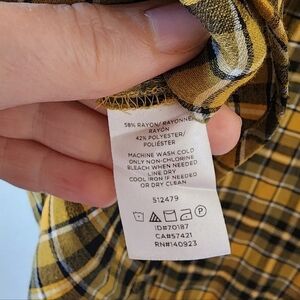 58% RAYON/RAYONNE
RAYON
42% POLYESTER/
POLIÉSTER
MACHINE WASH COLD
ONLY NON-CHLORINE
BLEACH WHEN NEEDED
LINE DRY
COOL IRON IF NEEDED
OR DRY CLEAN
512479
P
ID#70187
CA#57421
RN#140923